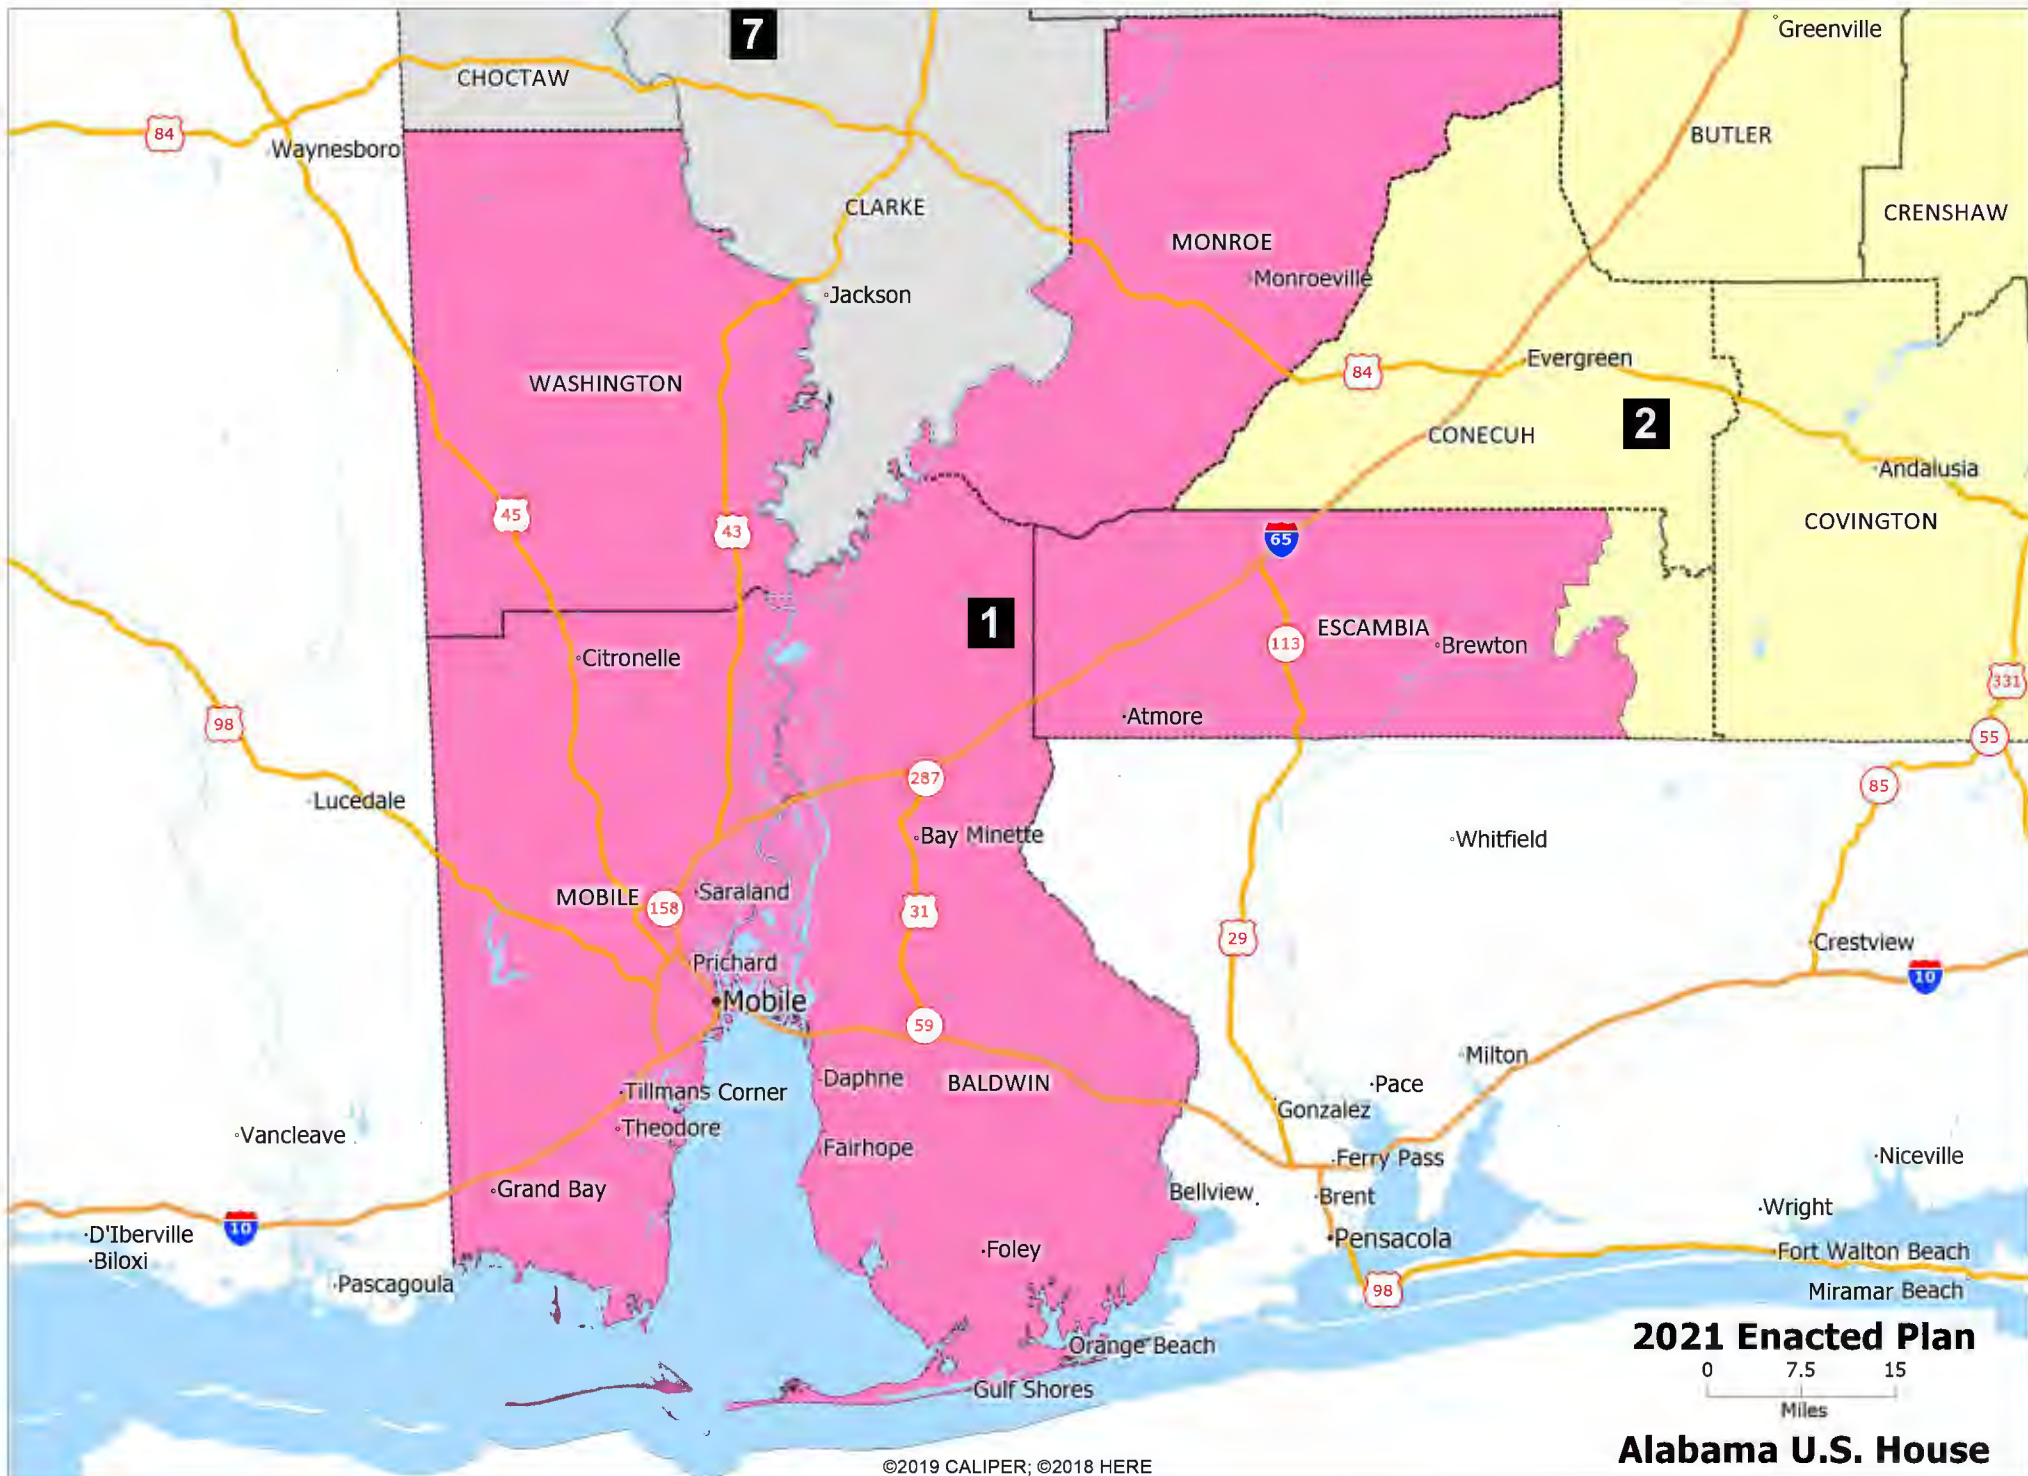 7
Greenville
CHOCTAW
84
BUTLER
Waynesboro
CLARKE
CRENSHAW
MONROE
Monroeville
Jackson
Evergreen
84
WASHINGTON
2
CONECUH
Andalusia
45
43
65
COVINGTON
1
ESCAMBIA
113
Brewton
Citronelle
331
98
Atmore
55
287
85
Lucedale
Bay Minette
Whitfield
MOBILE
158
Saraland
31
29
Crestview
Prichard
10
Mobile
59
Milton
Daphne
BALDWIN
Pace
Tillmans Corner
Gonzalez
Theodore
Vancleave
Fairhope
Ferry Pass
Niceville
Grand Bay
Bellview
Brent
Wright
10
D'Iberville
Pensacola
Foley
Fort Walton Beach
Biloxi
Pascagoula
98
Miramar Beach
Orange Beach
2021 Enacted Plan
0 7.5 15
Gulf Shores
Miles
Alabama U.S. House
©2019 CALIPER; ©2018 HERE